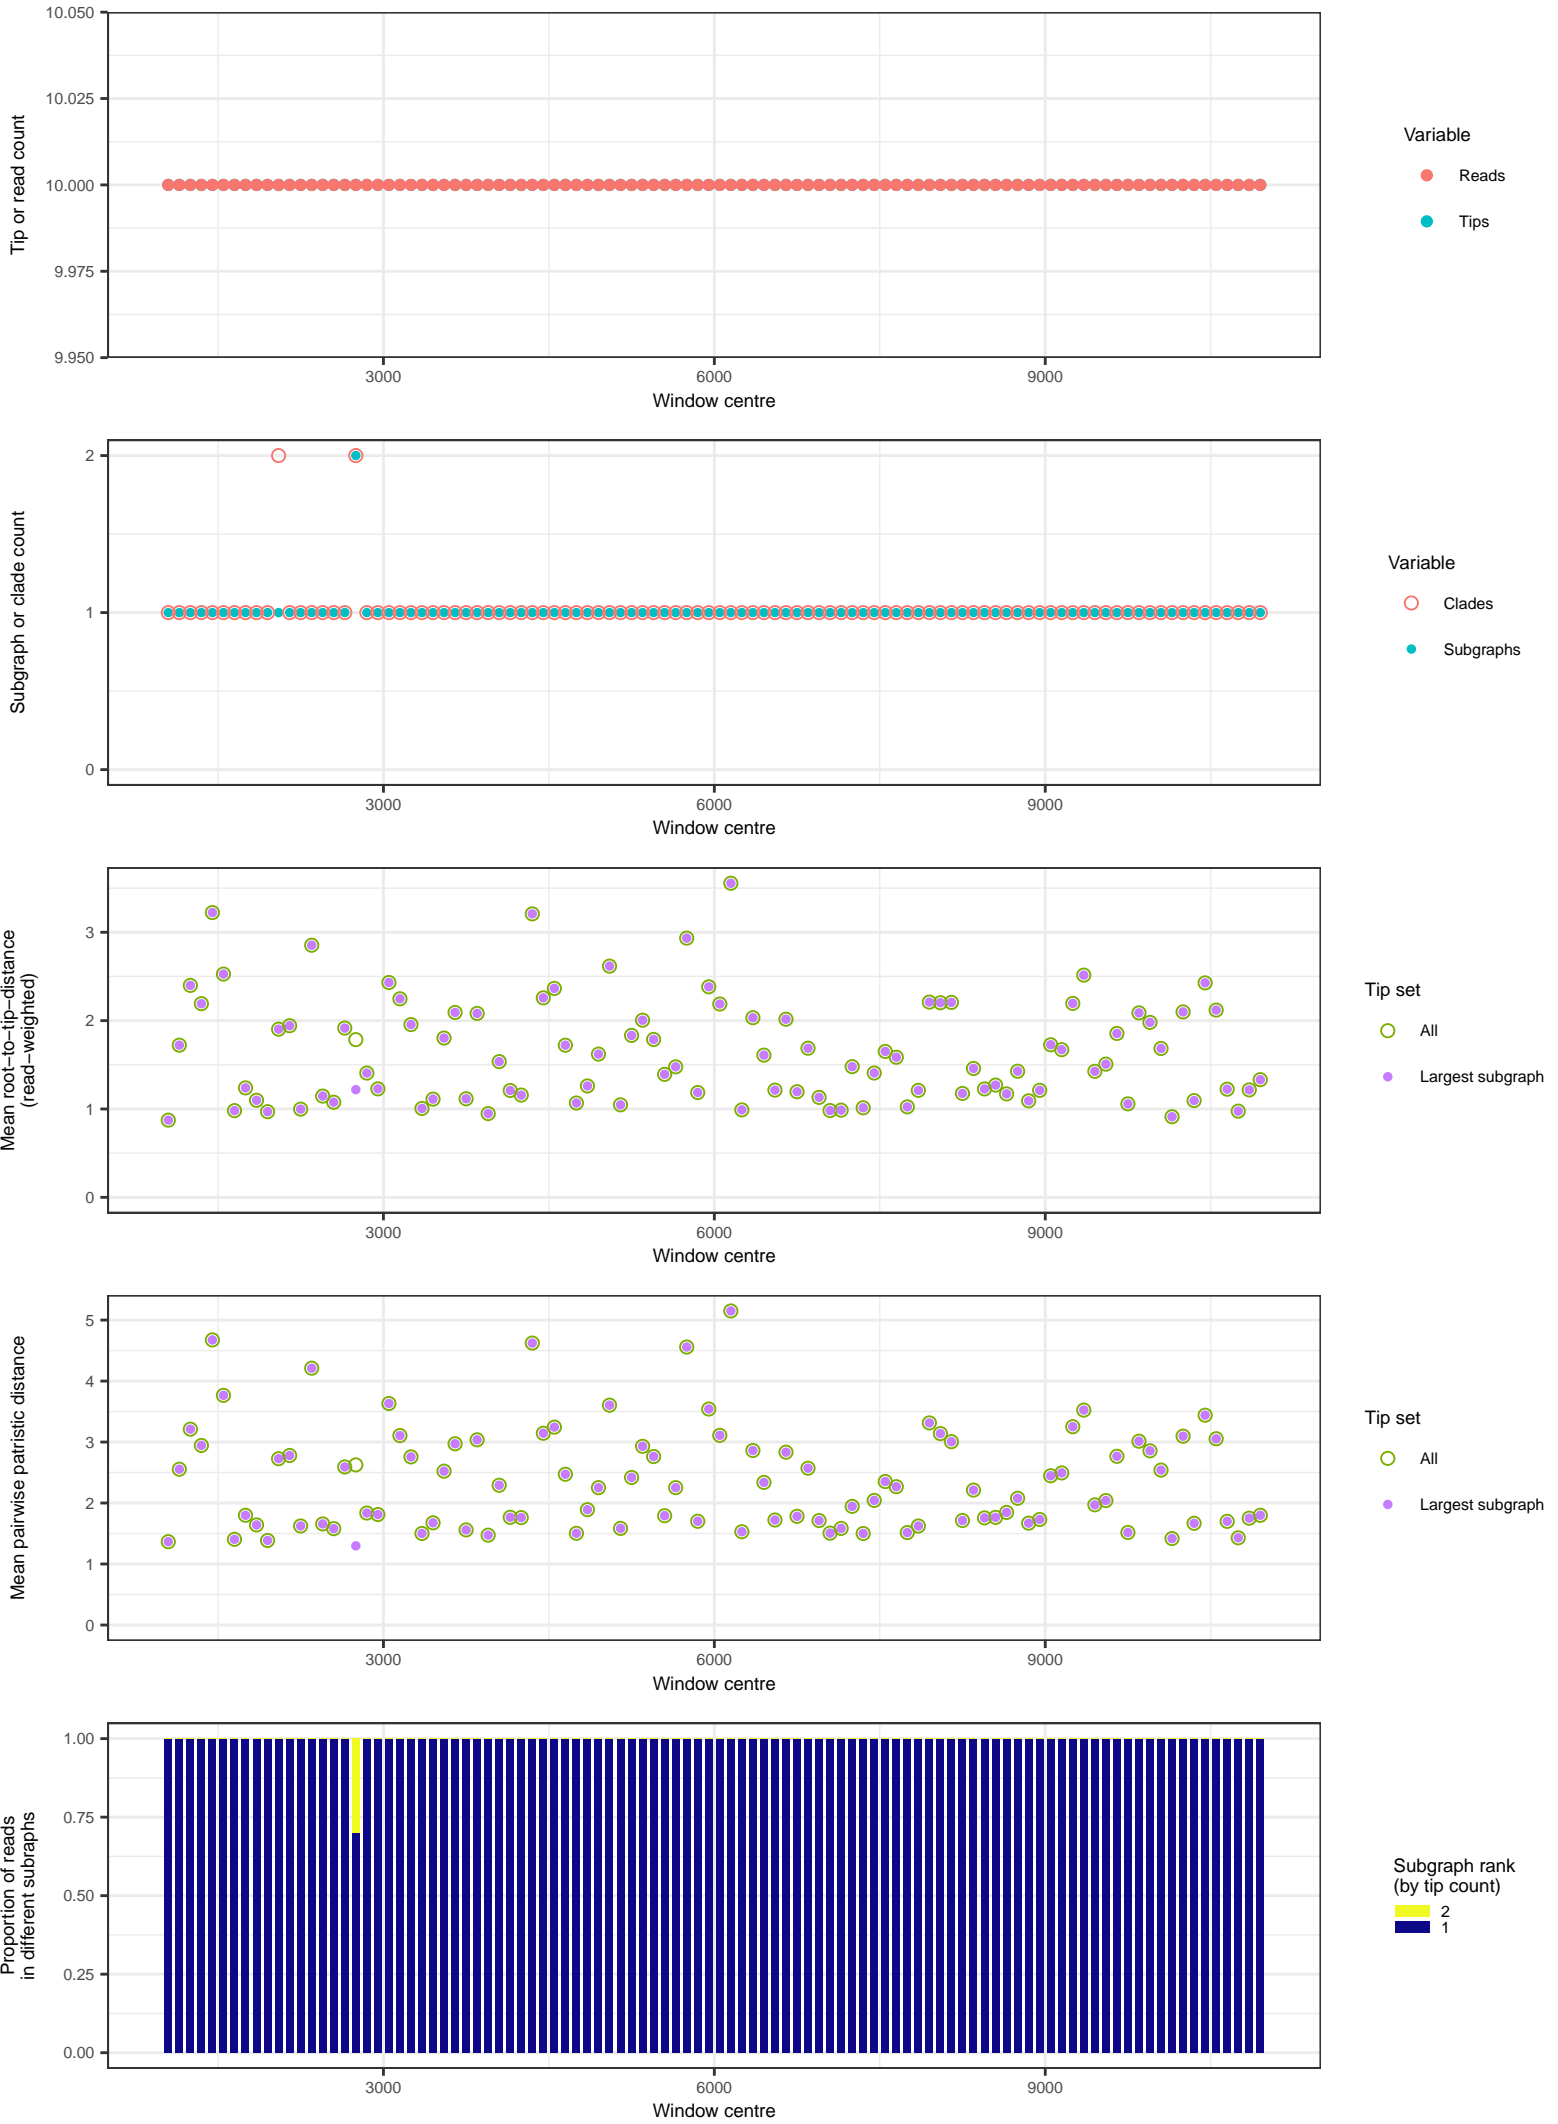 10.050
10.025
10.000
9.975
9.950
Tip or read count
3000
6000
9000
Window centre
Variable
Reads
Tips
2
1
0
Subgraph or clade count
3000
6000
9000
Window centre
Variable
Clades
Subgraphs
3
2
1
0
Mean root−to−tip−distance
(read−weighted)
3000
6000
9000
Window centre
Tip set
All
Largest subgraph
5
4
3
2
1
0
Mean pairwise patristic distance
3000
6000
9000
Window centre
Tip set
All
Largest subgraph
1.00
0.75
0.50
0.25
0.00
Proportion of reads
in different subraphs
3000
6000
9000
Window centre
Subgraph rank
(by tip count)
2
1